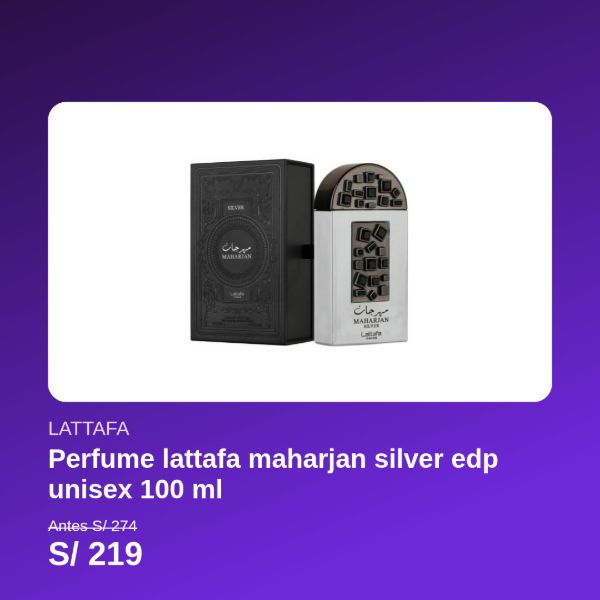 SILVER
مهرجان
MAHARJAN
Lattafa
مهرجان
MAHARJAN
SILVER
Lattafa
LATTAFA
Perfume lattafa maharjan silver edp
unisex 100 ml
Antes S/ 274
S/ 219